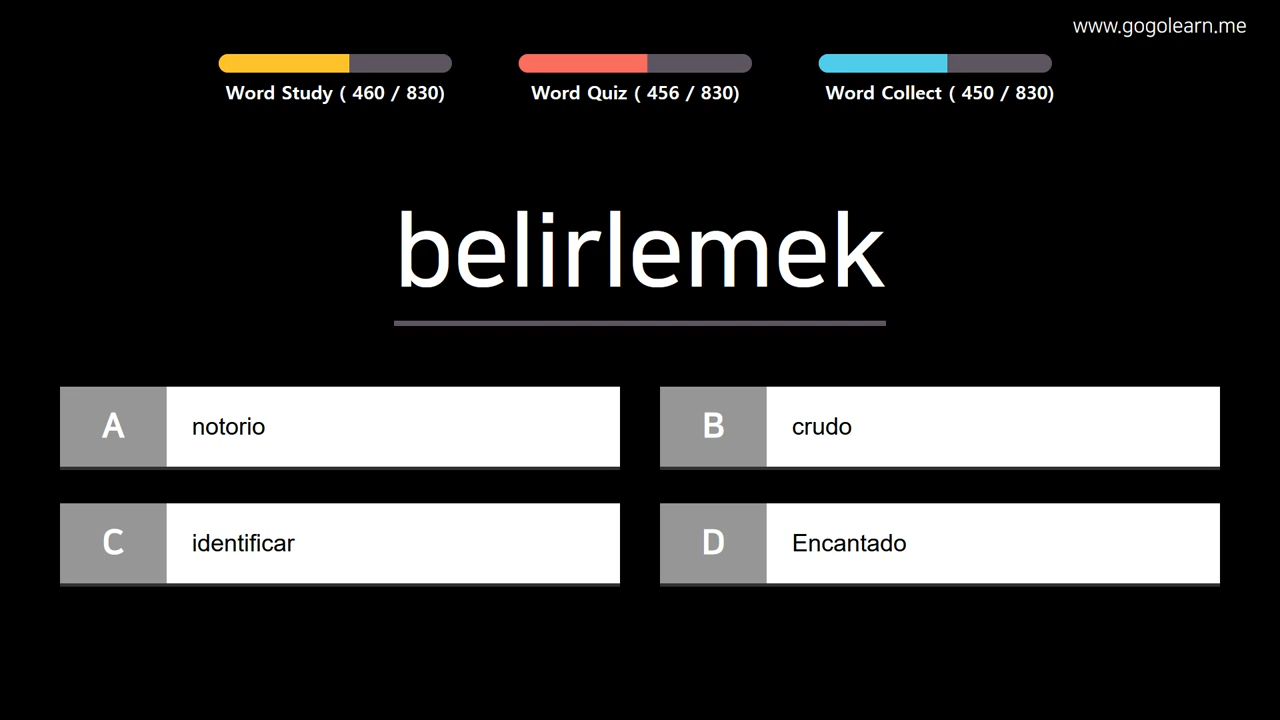 www.gogolearn.me
Word Study ( 460 / 830)
Word Quiz ( 456 / 830)
Word Collect ( 450 / 830)
belirlemek
A notorio
B crudo
C identificar
D Encantado